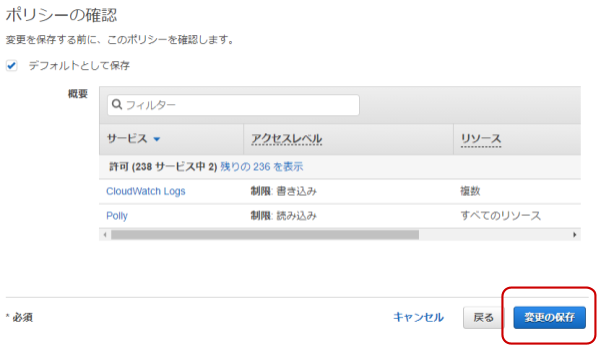 ポリシーの確認
変更を保存する前に、このポリシーを確認します。
デフォルトとして保存
概要
フィルター
サービス アクセスレベル リソース
許可 (238 サービス中 2) 残りの 236 を表示
CloudWatch Logs 制限: 書き込み 複数
Polly 制限: 読み込み すべてのリソース
* 必須 キャンセル 戻る 変更の保存